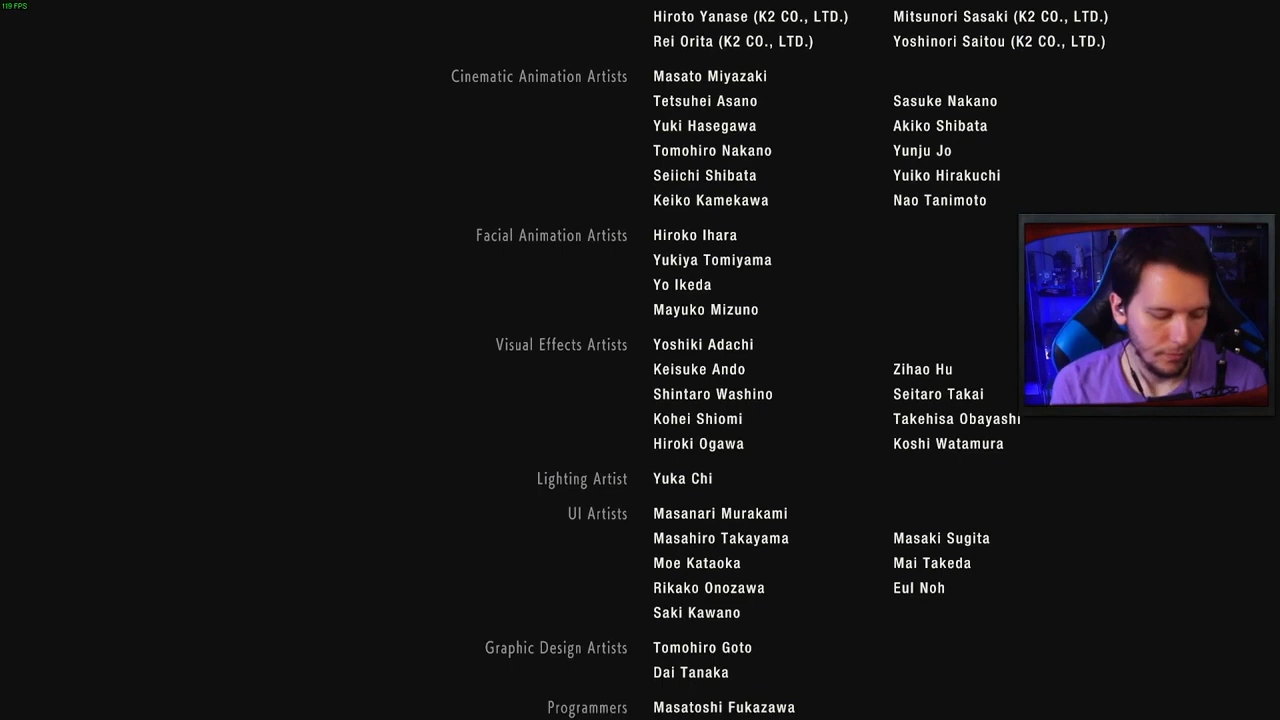 119 FPS
Hiroto Yanase (K2 CO., LTD.) Mitsunori Sasaki (K2 CO., LTD.)
Rei Orita (K2 CO., LTD.) Yoshinori Saitou (K2 CO., LTD.)
Cinematic Animation Artists Masato Miyazaki
Tetsuhei Asano Sasuke Nakano
Yuki Hasegawa Akiko Shibata
Tomohiro Nakano Yunju Jo
Seiichi Shibata Yuiko Hirakuchi
Keiko Kamekawa Nao Tanimoto
Facial Animation Artists Hiroko Ihara
Yukiya Tomiyama
Yo Ikeda
Mayuko Mizuno
Visual Effects Artists Yoshiki Adachi
Keisuke Ando Zihao Hu
Shintaro Washino Seitaro Takai
Kohei Shiomi Takehisa Obayashi
Hiroki Ogawa Koshi Watamura
Lighting Artist Yuka Chi
UI Artists Masanari Murakami
Masahiro Takayama Masaki Sugita
Moe Kataoka Mai Takeda
Rikako Onozawa Eul Noh
Saki Kawano
Graphic Design Artists Tomohiro Goto
Dai Tanaka
Programmers Masatoshi Fukazawa